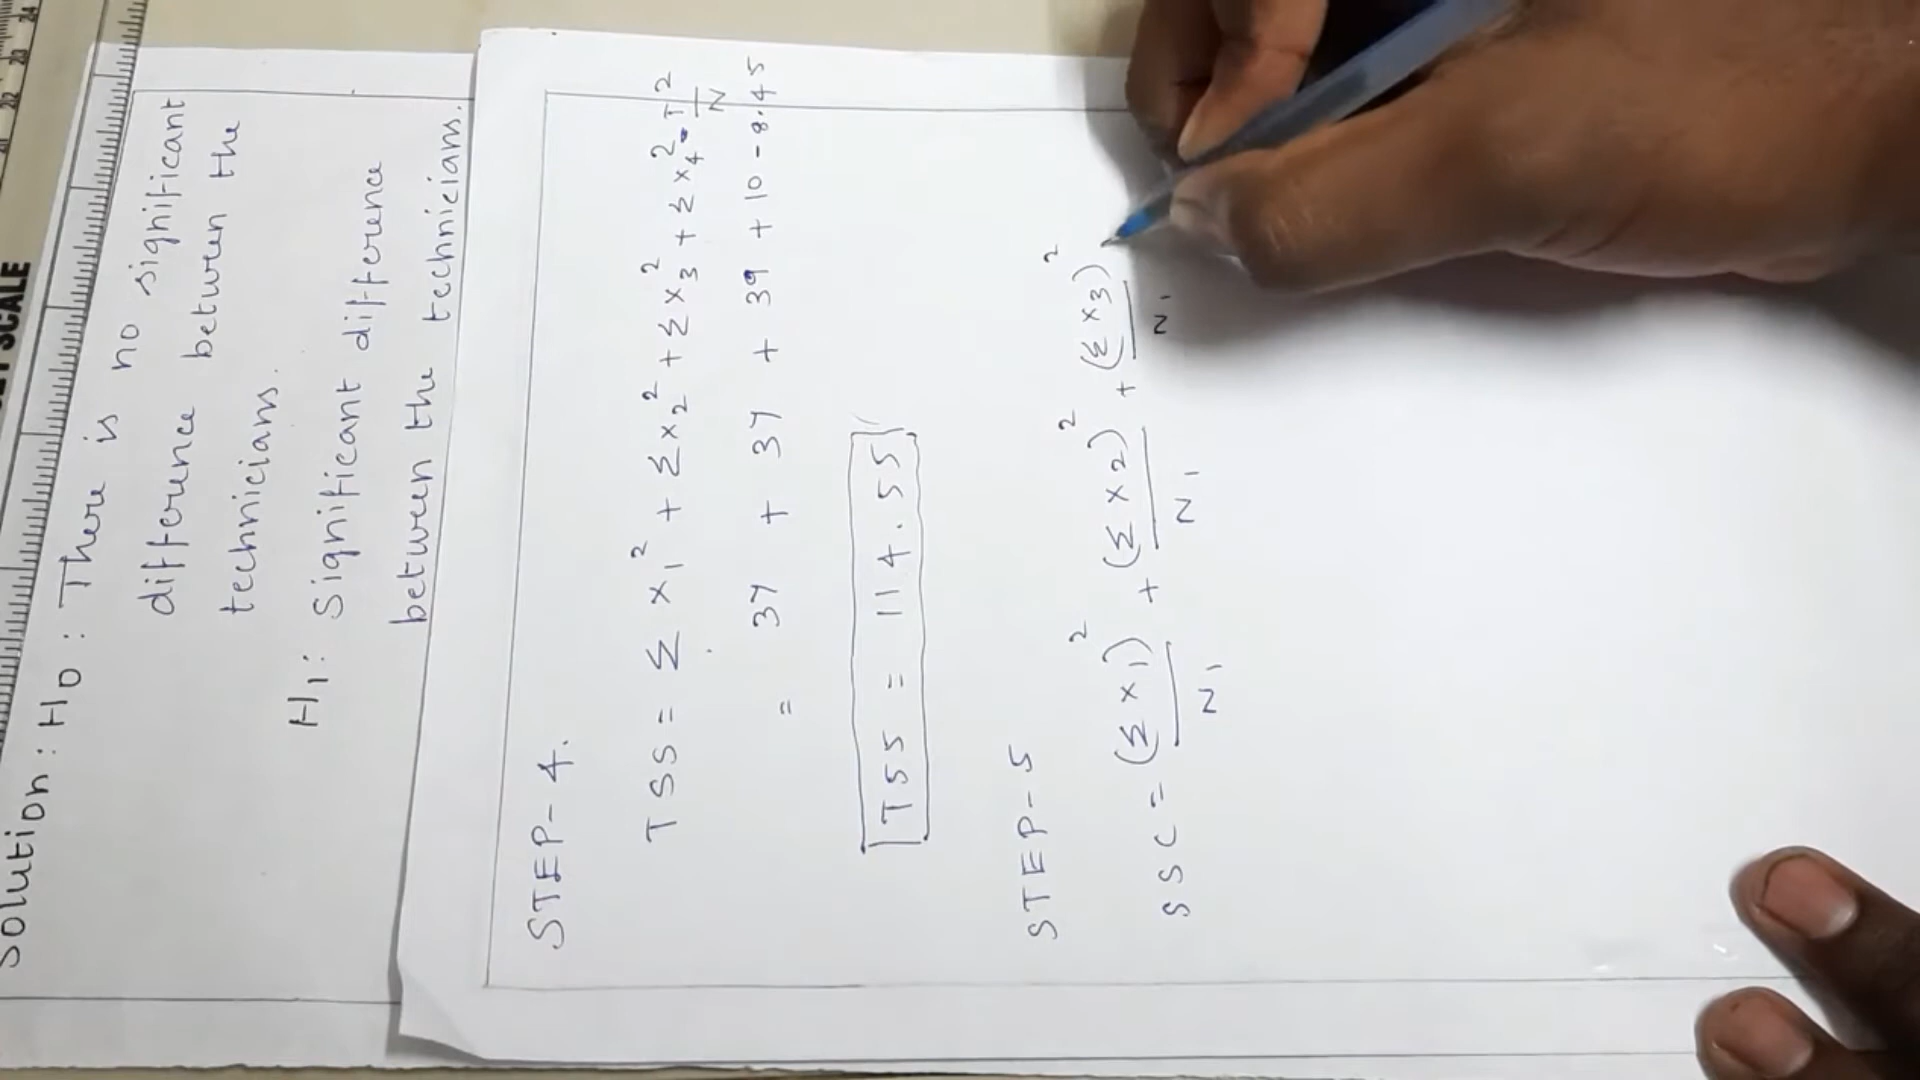 SCALE
Solution: H0: There is no significant
difference between the
technicians.
H1: Significant difference
between the technicians.
STEP-4.
TSS = Σ x₁² + Σx₂² + Σx₃² + Σx₄² - T²/N
= 37 + 37 + 39 + 10 - 8.45
TSS = 114.55
STEP-5
SSC = (Σx₁)²/N₁ + (Σx₂)²/N₁ + (Σx₃)²/N₁